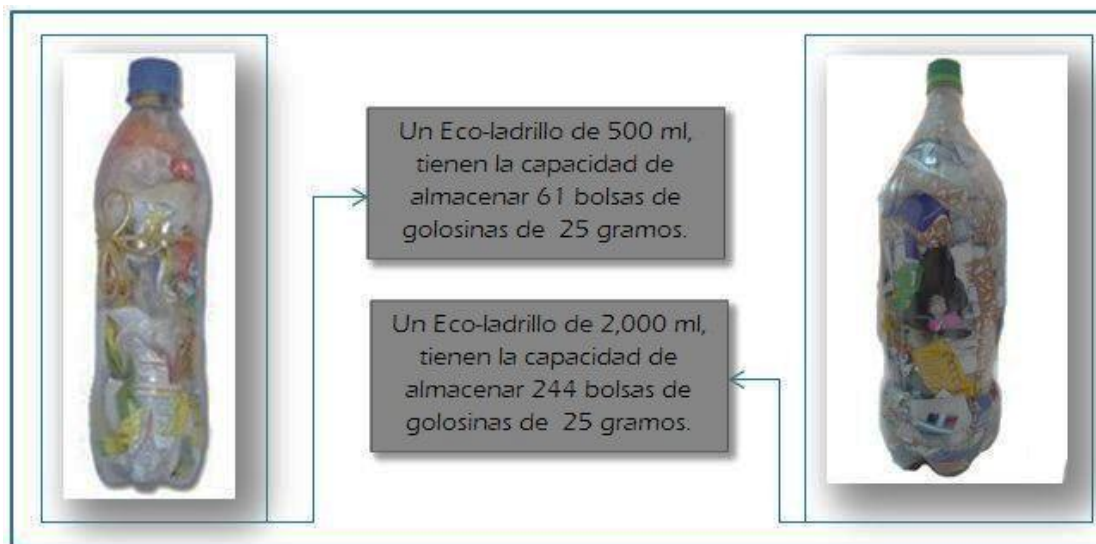 Un Eco-ladrillo de 500 ml,
tienen la capacidad de
almacenar 61 bolsas de
golosinas de 25 gramos.
Un Eco-ladrillo de 2,000 ml,
tienen la capacidad de
almacenar 244 bolsas de
golosinas de 25 gramos.